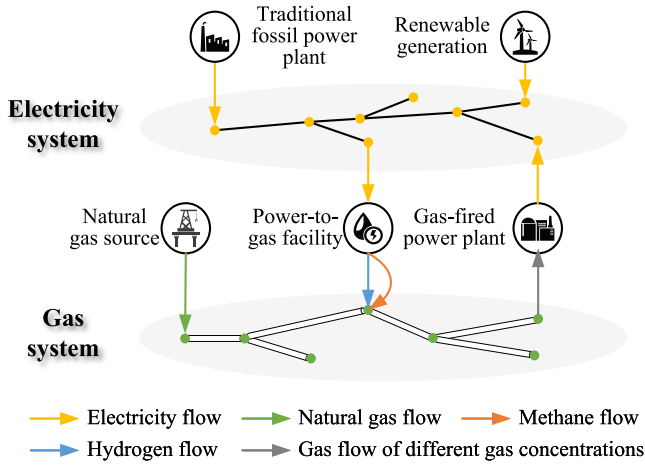 Traditional
fossil power
plant
Renewable
generation
Electricity
system
Natural
gas source
Power-to-
gas facility
Gas-fired
power plant
Gas
system
Electricity flow
Natural gas flow
Methane flow
Hydrogen flow
Gas flow of different gas concentrations